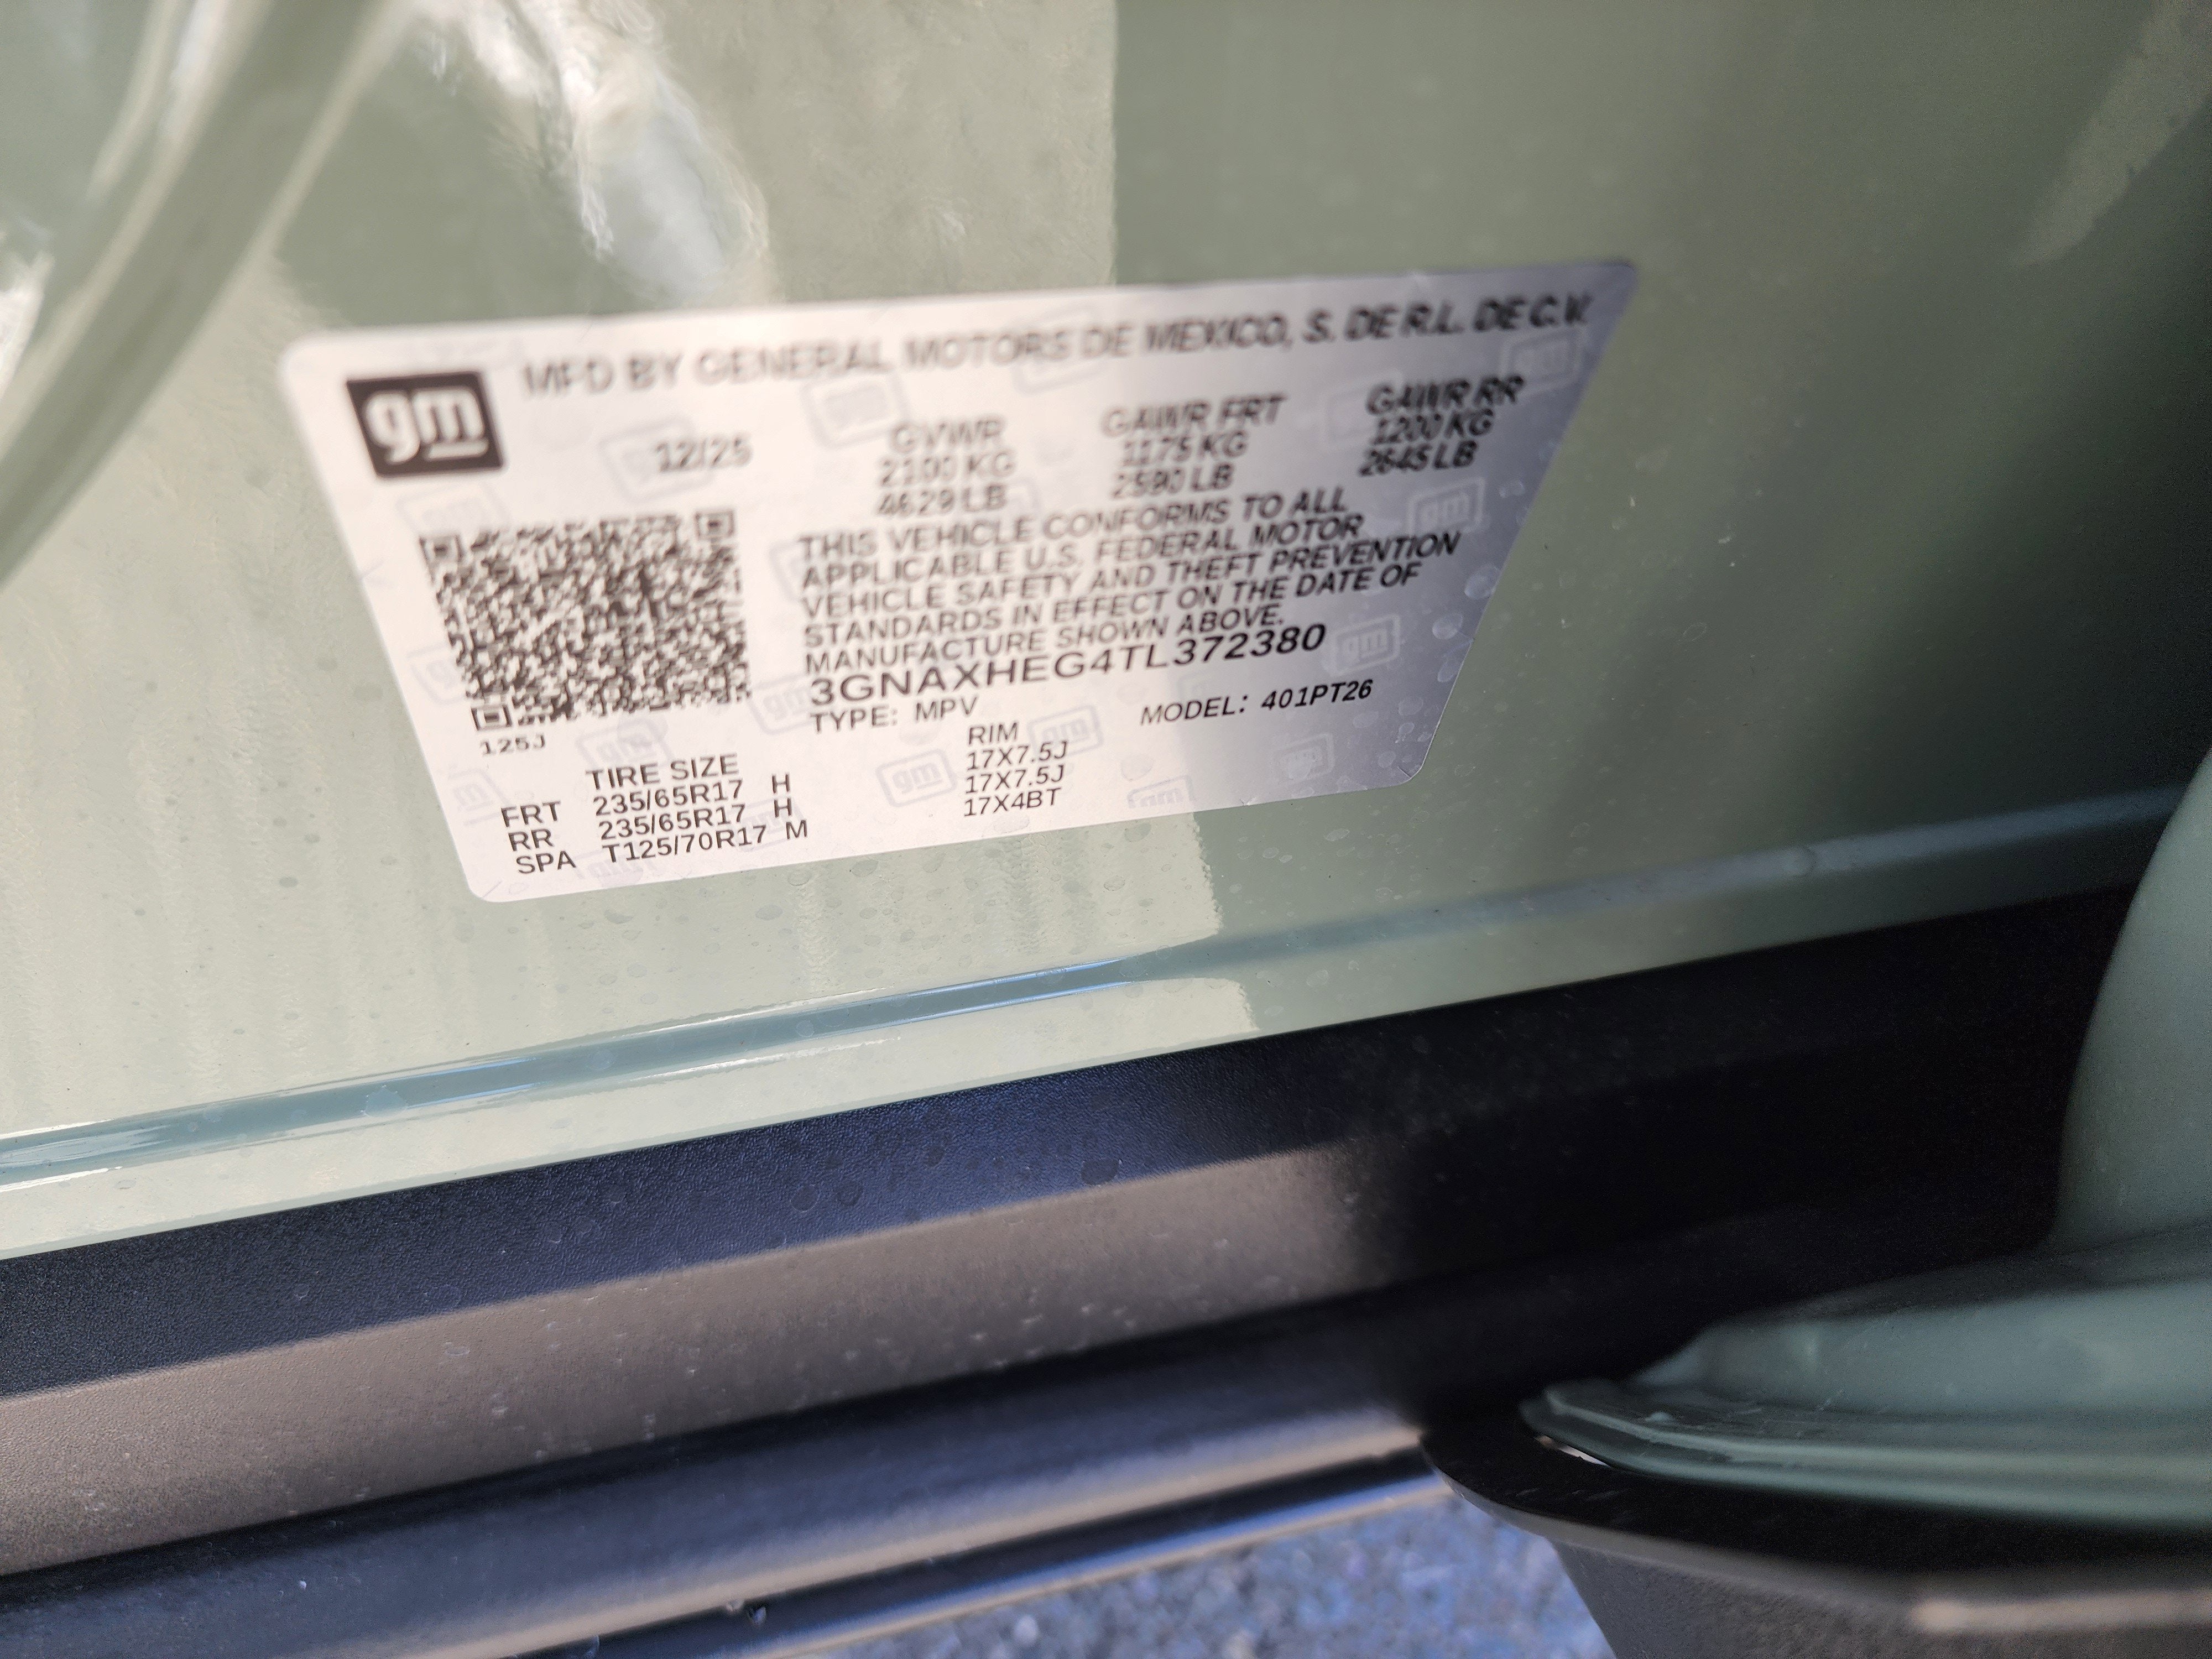 gm
MFD BY GENERAL MOTORS DE MEXICO, S. DE R.L. DE C.V.
12/25
GVWR GAWR FRT GAWR RR
2100 KG 1175 KG 1200 KG
4629 LB 2590 LB 2645 LB
THIS VEHICLE CONFORMS TO ALL
APPLICABLE U.S. FEDERAL MOTOR
VEHICLE SAFETY AND THEFT PREVENTION
STANDARDS IN EFFECT ON THE DATE OF
MANUFACTURE SHOWN ABOVE.
3GNAXHEG4TL372380
TYPE: MPV MODEL: 401PT26
125J
TIRE SIZE RIM
FRT 235/65R17 H 17X7.5J
RR 235/65R17 H 17X7.5J
SPA T125/70R17 M 17X4BT